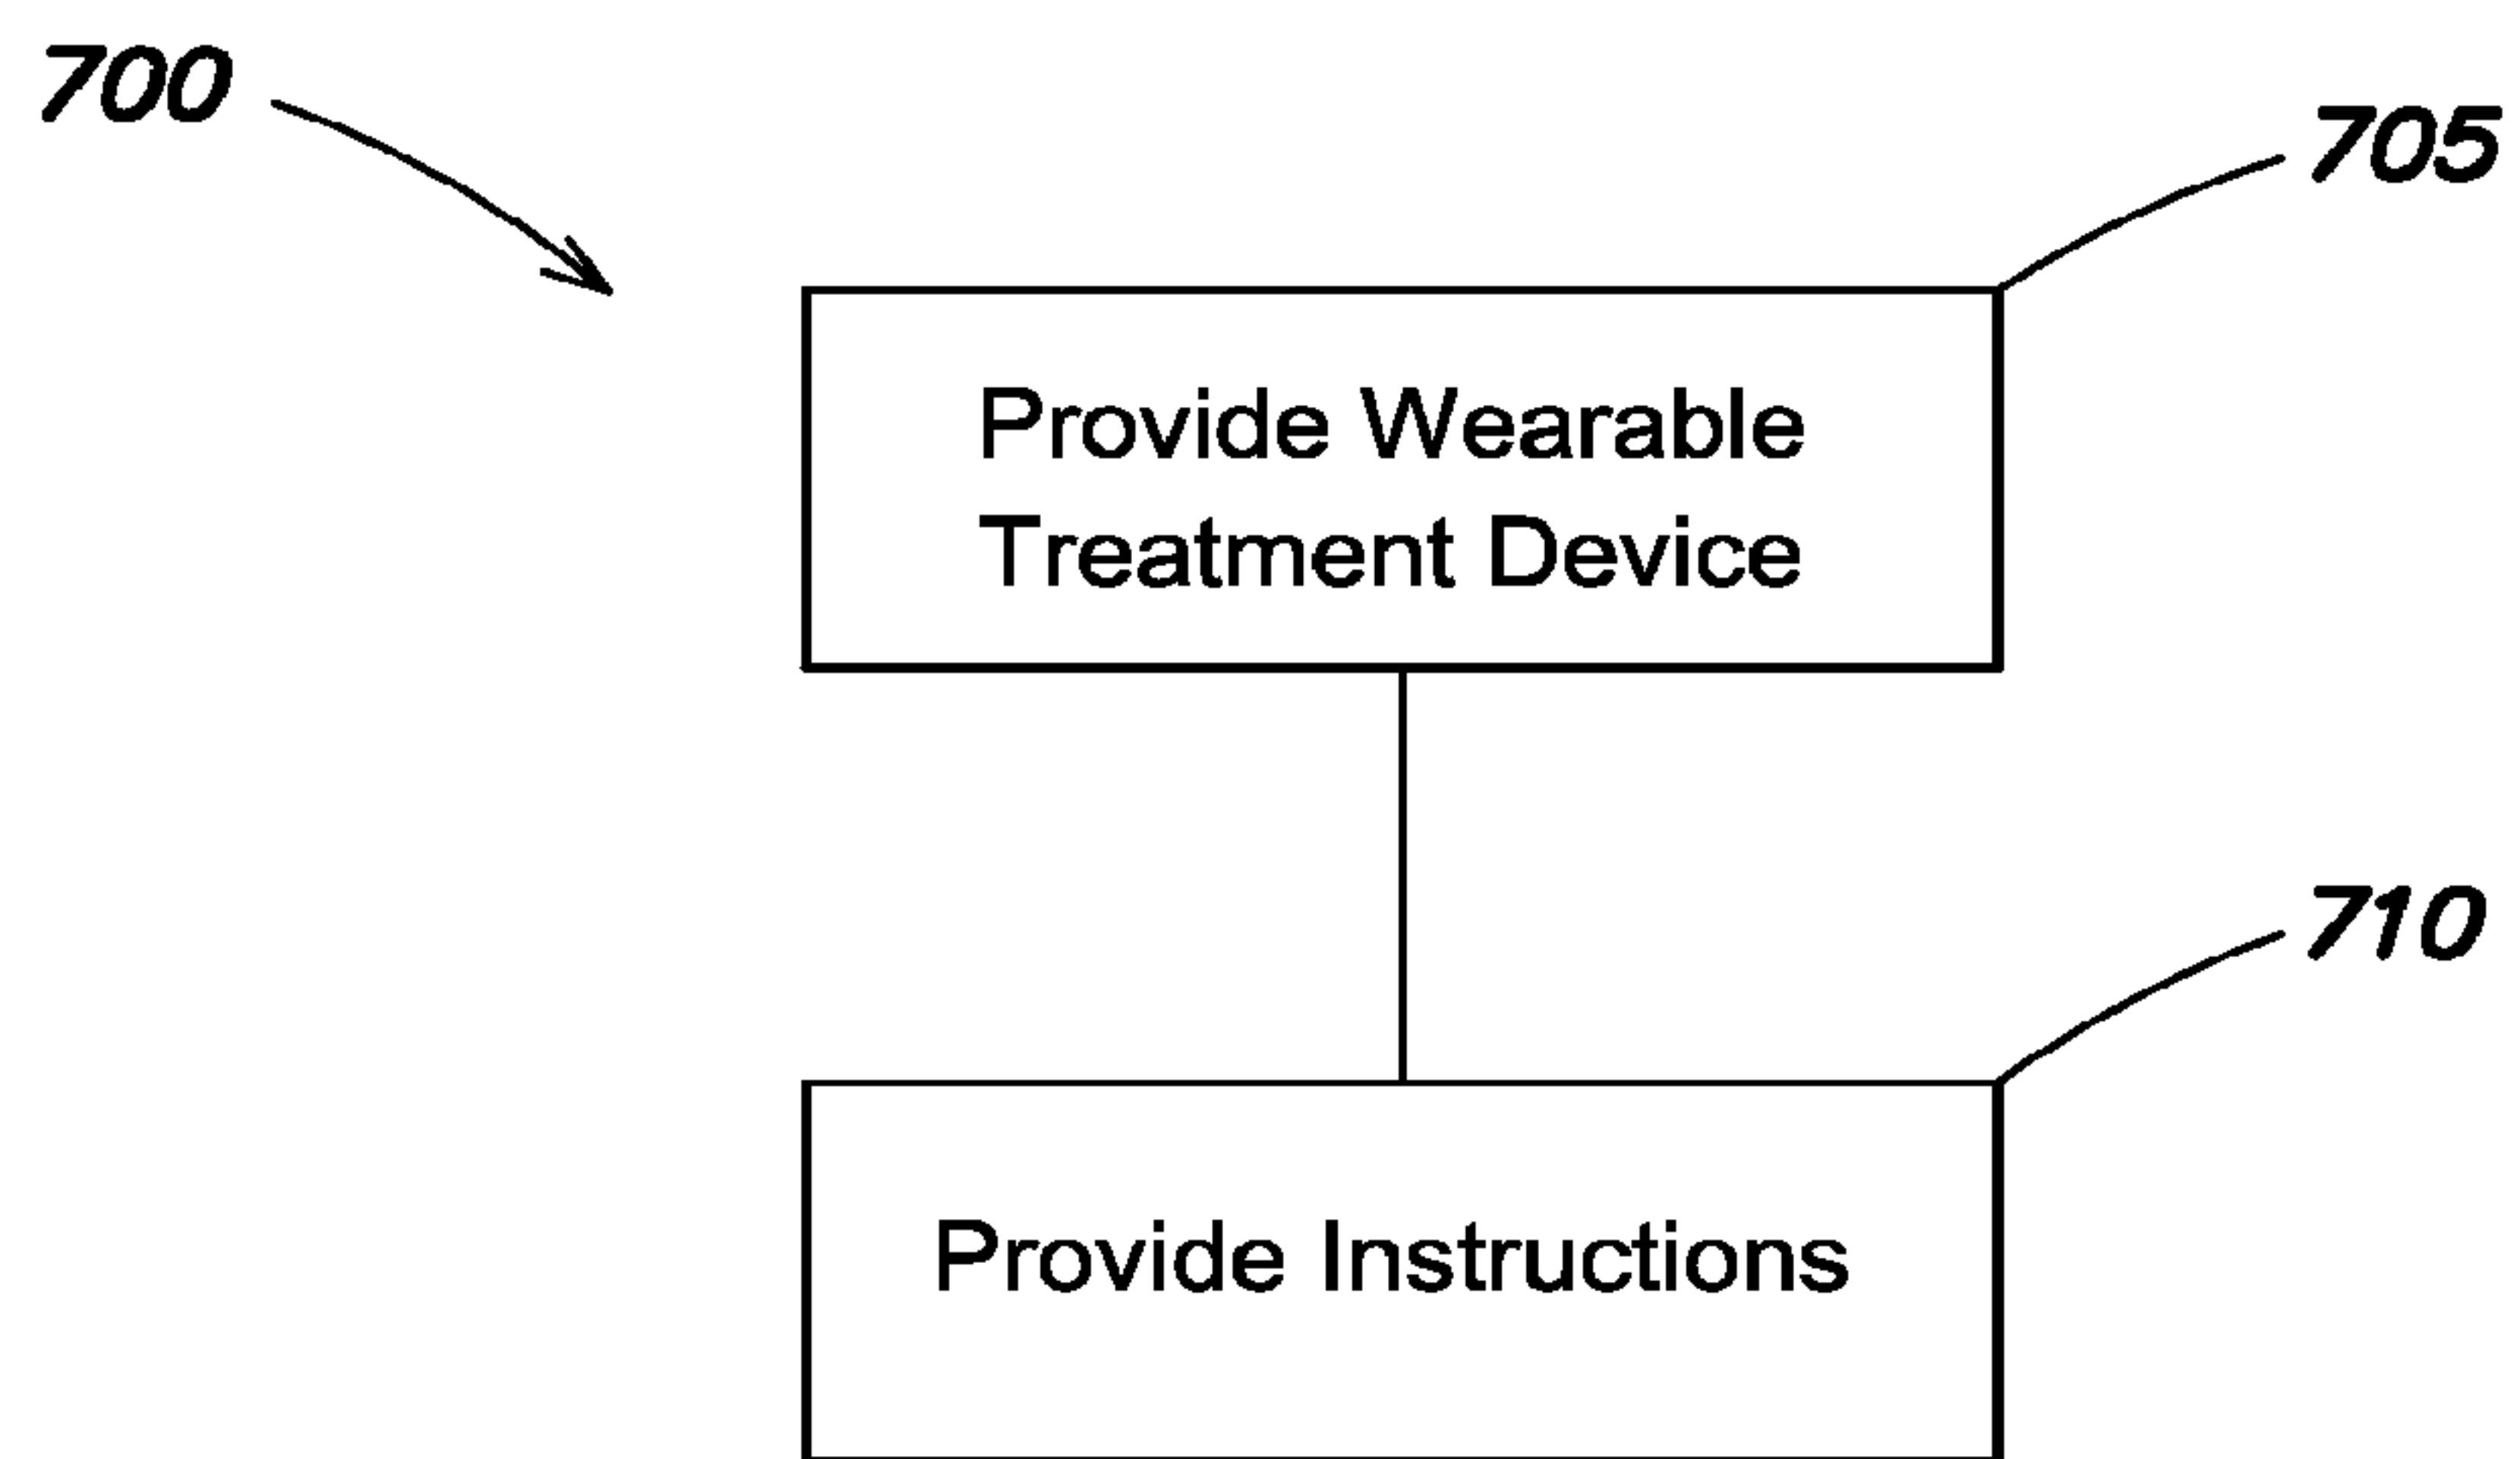 700
705
Provide Wearable
Treatment Device
710
Provide Instructions